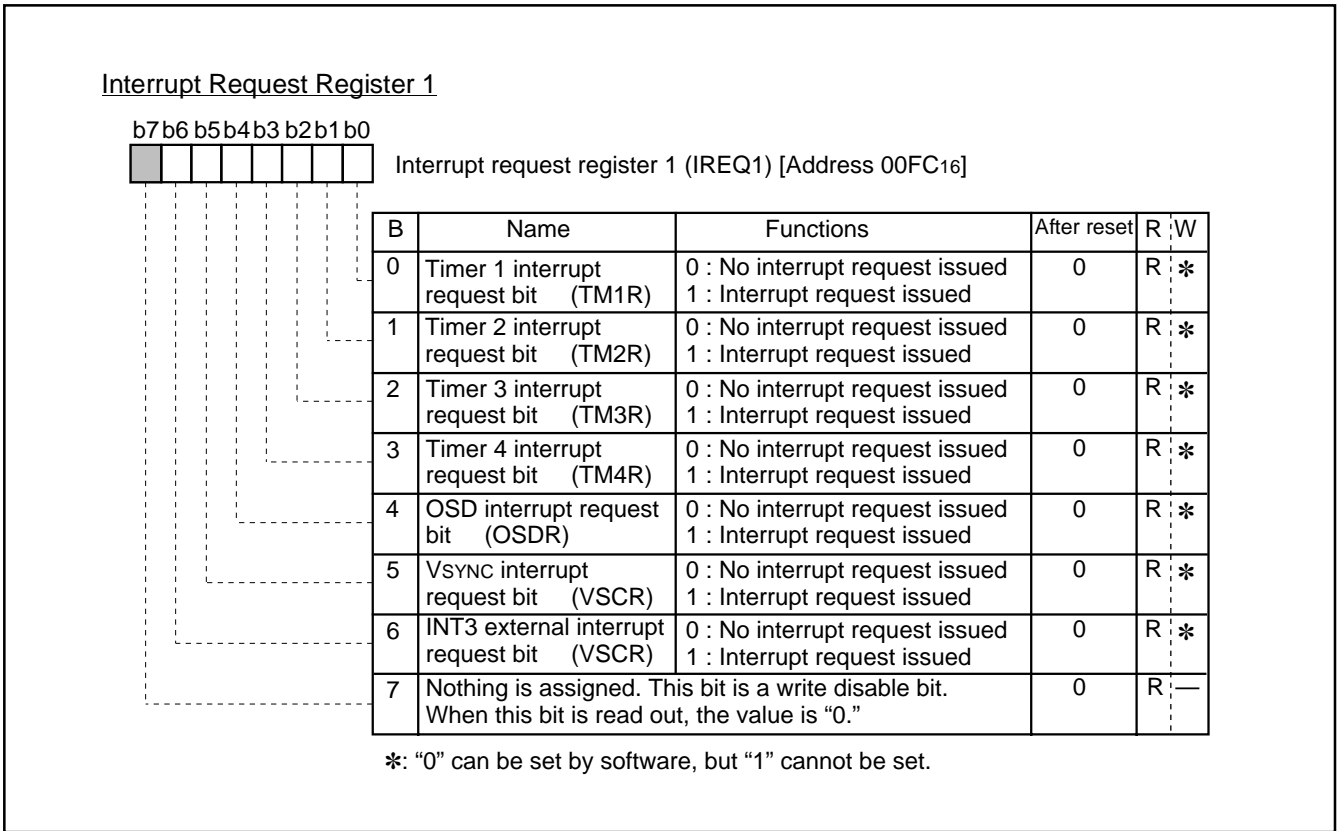 Interrupt Request Register 1
b7 b6 b5 b4 b3 b2 b1 b0
Interrupt request register 1 (IREQ1) [Address 00FC16]
B Name Functions After reset R W
0 Timer 1 interrupt 0 : No interrupt request issued 0 R ✻
request bit (TM1R) 1 : Interrupt request issued
1 Timer 2 interrupt 0 : No interrupt request issued 0 R ✻
request bit (TM2R) 1 : Interrupt request issued
2 Timer 3 interrupt 0 : No interrupt request issued 0 R ✻
request bit (TM3R) 1 : Interrupt request issued
3 Timer 4 interrupt 0 : No interrupt request issued 0 R ✻
request bit (TM4R) 1 : Interrupt request issued
4 OSD interrupt request 0 : No interrupt request issued 0 R ✻
bit (OSDR) 1 : Interrupt request issued
5 VSYNC interrupt 0 : No interrupt request issued 0 R ✻
request bit (VSCR) 1 : Interrupt request issued
6 INT3 external interrupt 0 : No interrupt request issued 0 R ✻
request bit (VSCR) 1 : Interrupt request issued
7 Nothing is assigned. This bit is a write disable bit. 0 R —
When this bit is read out, the value is “0.”
✻: “0” can be set by software, but “1” cannot be set.